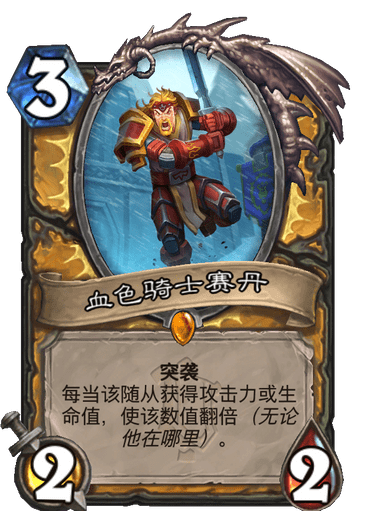 3
血色骑士赛丹
突袭
每当该随从获得攻击力或生
命值，使该数值翻倍（无论
他在哪里）。
2
2